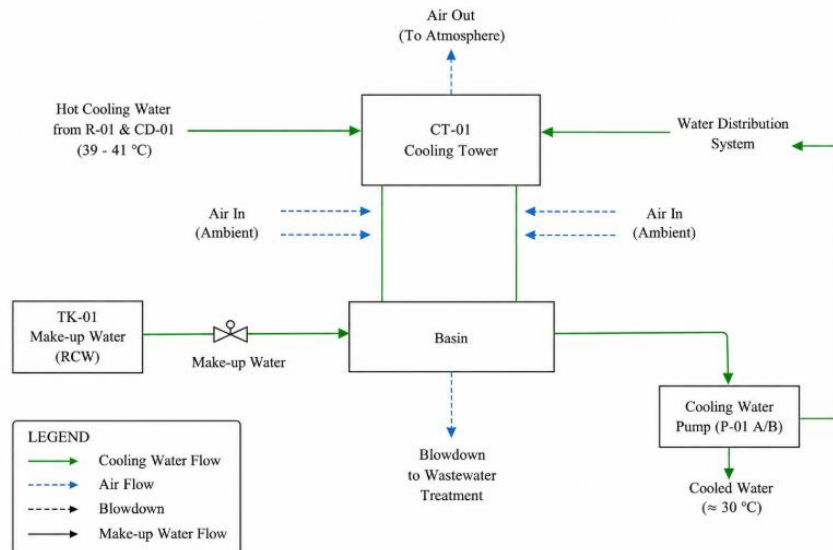 Air Out
(To Atmosphere)
Hot Cooling Water
from R-01 & CD-01
(39 - 41 °C)
CT-01
Cooling Tower
Water Distribution
System
Air In
(Ambient)
Air In
(Ambient)
TK-01
Make-up Water
(RCW)
Make-up Water
Basin
Cooling Water
Pump (P-01 A/B)
Blowdown
to Wastewater
Treatment
Cooled Water
(≈ 30 °C)
LEGEND
Cooling Water Flow
Air Flow
Blowdown
Make-up Water Flow